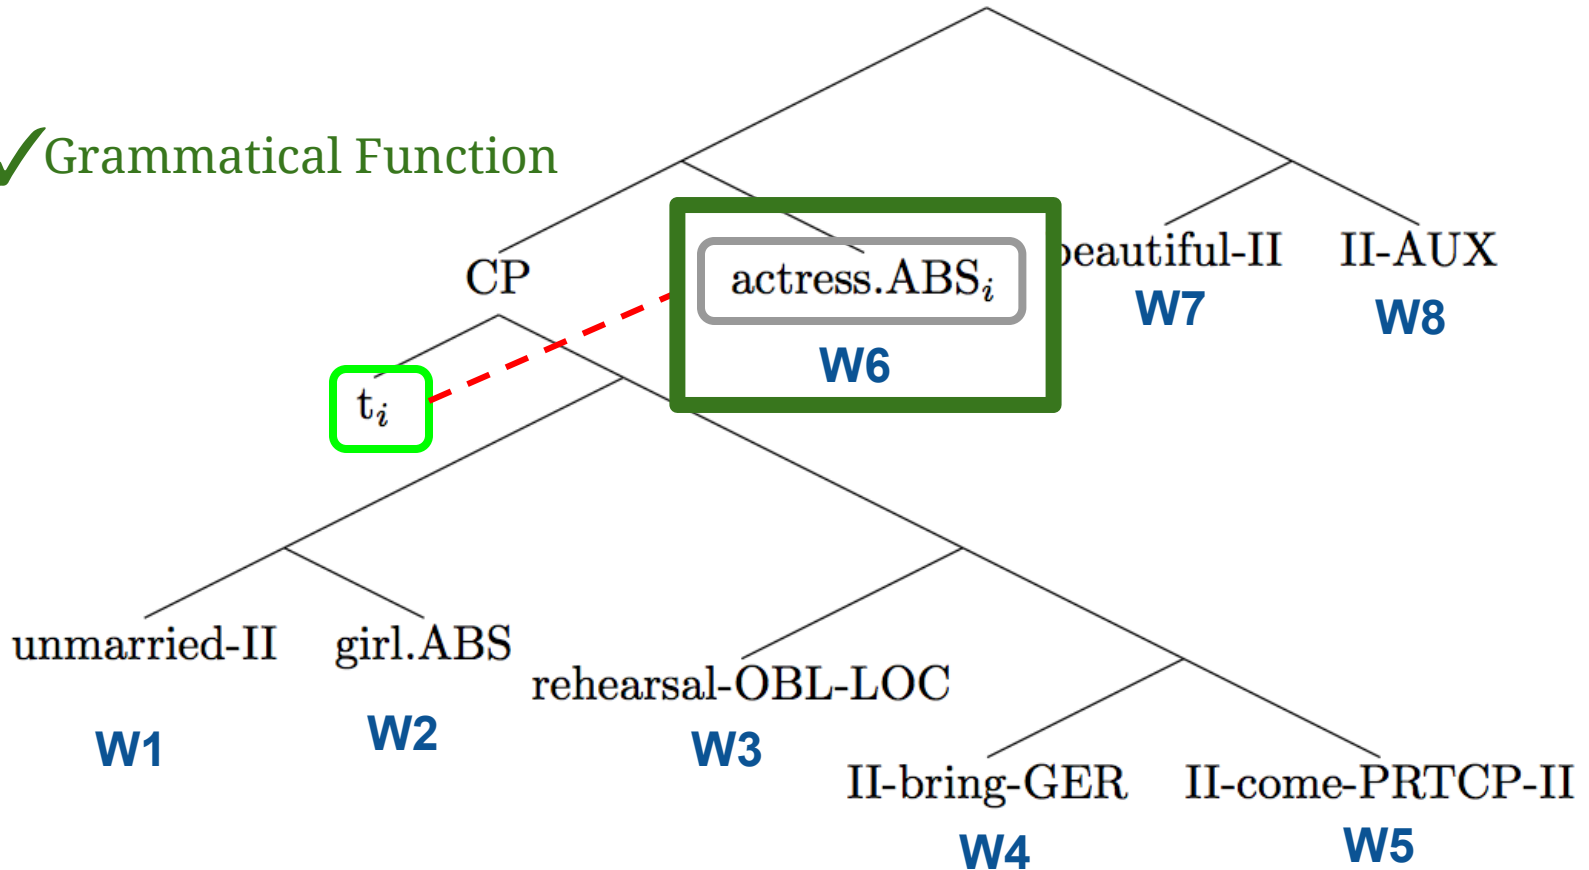 ✓Grammatical Function
CP
actress.ABSᵢ
beautiful-II
II-AUX
W6
W7
W8
tᵢ
unmarried-II
girl.ABS
rehearsal-OBL-LOC
W1
W2
W3
II-bring-GER
II-come-PRTCP-II
W4
W5